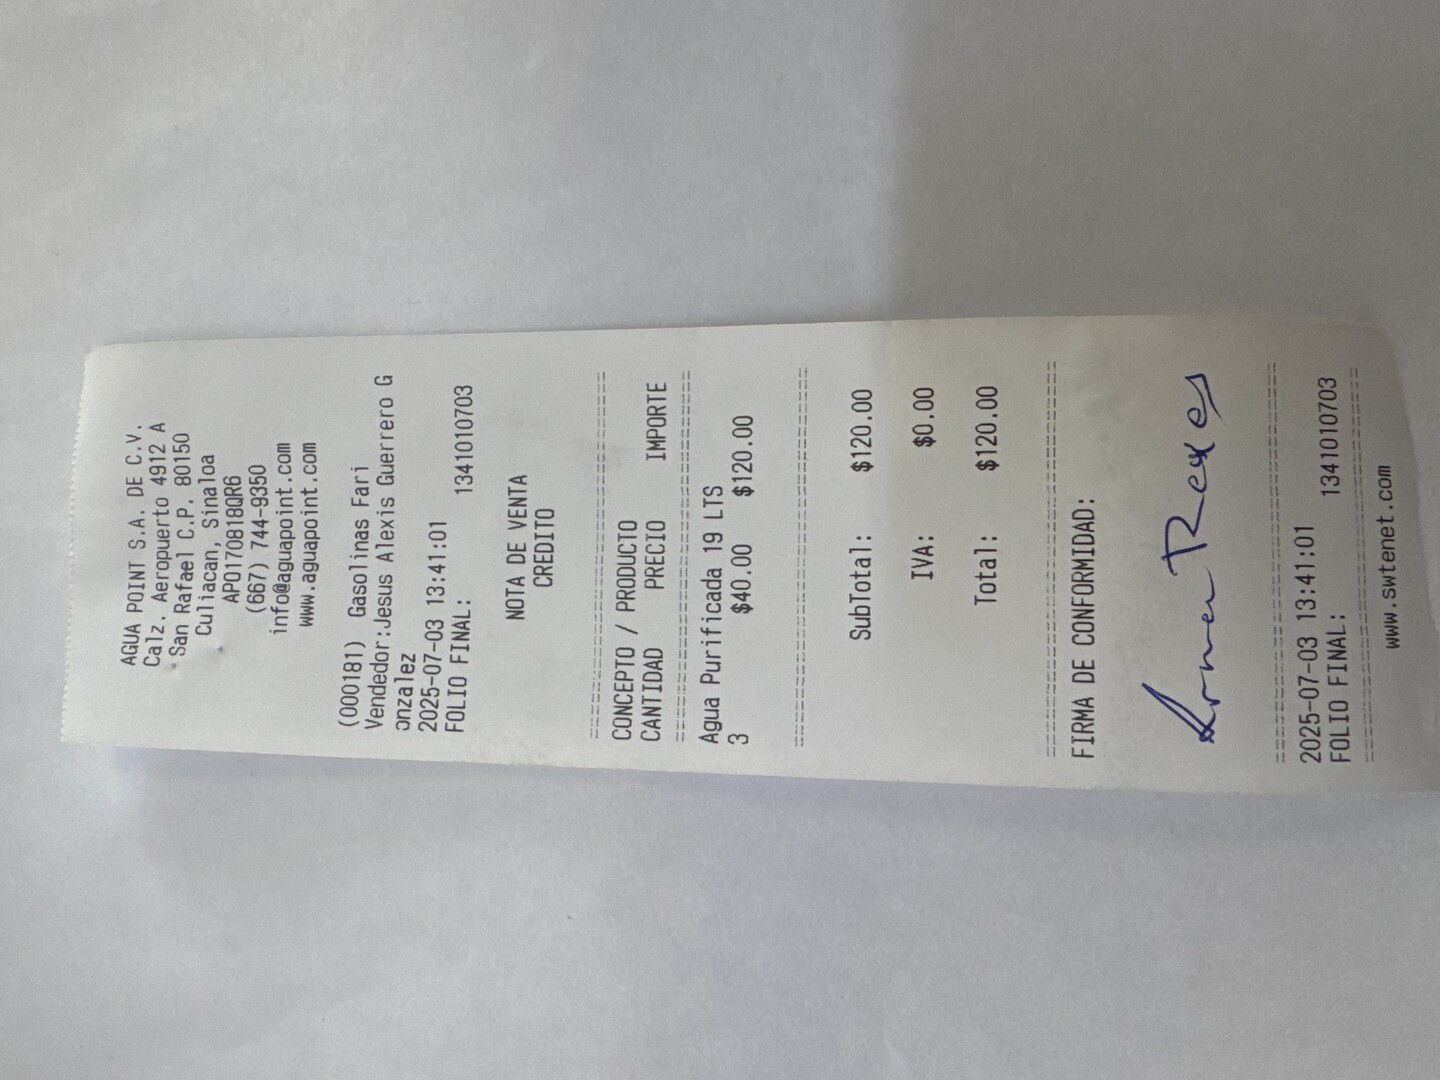 AGUA POINT S.A. DE C.V.
Calz. Aeropuerto 4912 A
San Rafael C.P. 80150
Culiacan, Sinaloa
APO170818QR6
(667) 744-9350
info@aguapoint.com
www.aguapoint.com
(000181) Gasolinas Fari
Vendedor:Jesus Alexis Guerrero G
onzalez
2025-07-03 13:41:01
FOLIO FINAL: 1341010703
NOTA DE VENTA
CREDITO
================================
CONCEPTO / PRODUCTO
CANTIDAD PRECIO IMPORTE
================================
Agua Purificada 19 LTS
3 $40.00 $120.00
================================
SubTotal: $120.00
IVA: $0.00
Total: $120.00
================================
FIRMA DE CONFORMIDAD:
Reyes
================================
2025-07-03 13:41:01
FOLIO FINAL: 1341010703
================================
www.swtenet.com